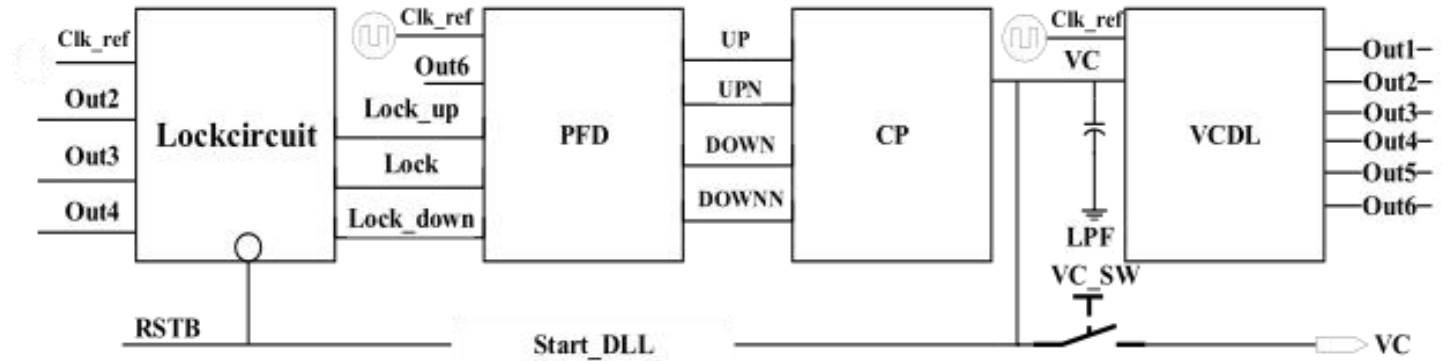 Clk_ref
Out2
Out3
Out4
Lockcircuit
Clk_ref
Out6
Lock_up
Lock
Lock_down
PFD
UP
UPN
DOWN
DOWNN
CP
Clk_ref
VC
LPF
VC_SW
VCDL
Out1
Out2
Out3
Out4
Out5
Out6
RSTB
Start_DLL
VC